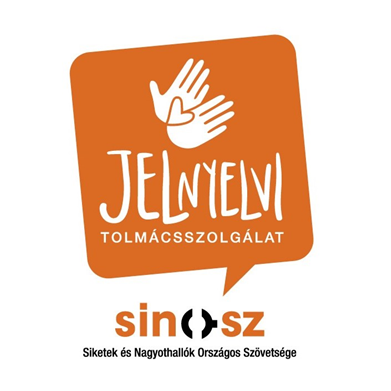 JELNYELVI
TOLMÁCSSZOLGÁLAT
sinosz
Siketek és Nagyothallók Országos Szövetsége